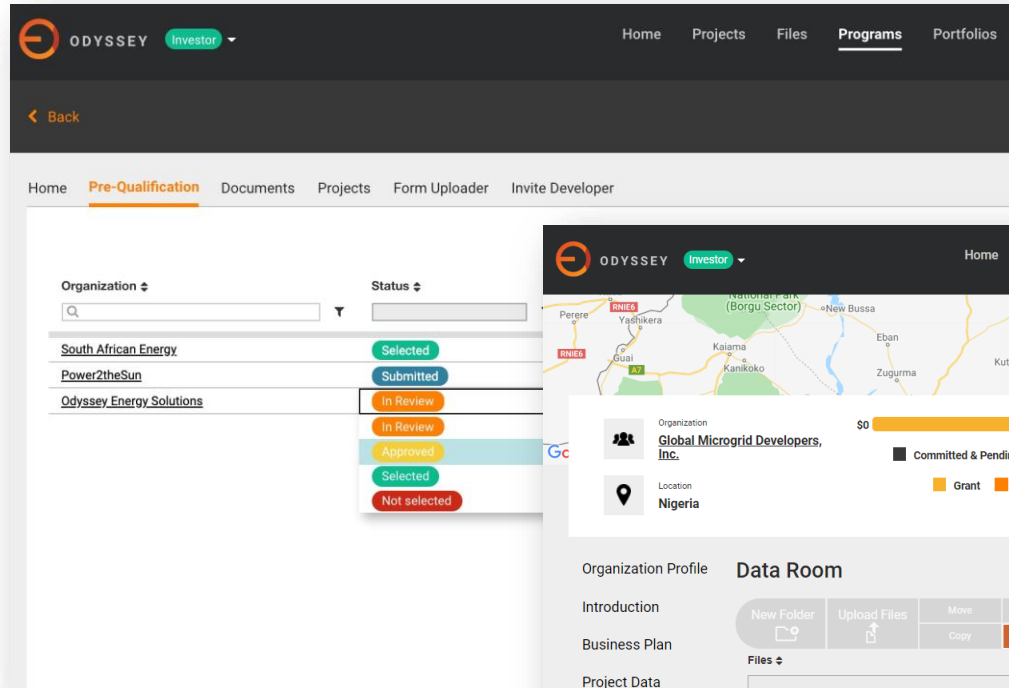 ODYSSEY Investor
Home Projects Files Programs Portfolios
Back
Home Pre-Qualification Documents Projects Form Uploader Invite Developer
Organization Status
South African Energy Selected
Power2theSun Submitted
Odyssey Energy Solutions In Review
In Review
Approved
Selected
Not selected
ODYSSEY Investor
Home
National Park
(Borgu Sector)
New Bussa
RNIE6
Perere
Yashikera
Eban
Kaiama
RNIE6
Guai
A7
Kanikoko
Zugurma
Kut
Go
Organization
Global Microgrid Developers,
Inc.
$0
Committed & Pendi
Location
Nigeria
Grant
Organization Profile
Introduction
Business Plan
Project Data
Data Room
New Folder
Upload Files
Move
Copy
Files